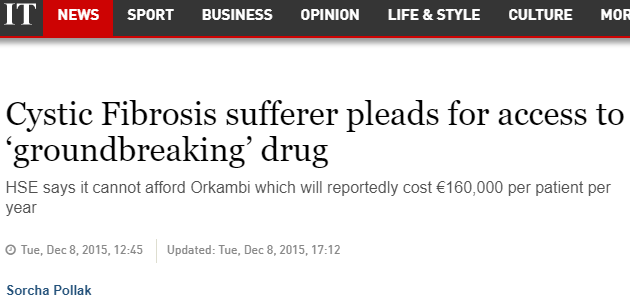 IT NEWS SPORT BUSINESS OPINION LIFE & STYLE CULTURE MOR
Cystic Fibrosis sufferer pleads for access to
‘groundbreaking’ drug
HSE says it cannot afford Orkambi which will reportedly cost €160,000 per patient per
year
Tue, Dec 8, 2015, 12:45 Updated: Tue, Dec 8, 2015, 17:12
Sorcha Pollak